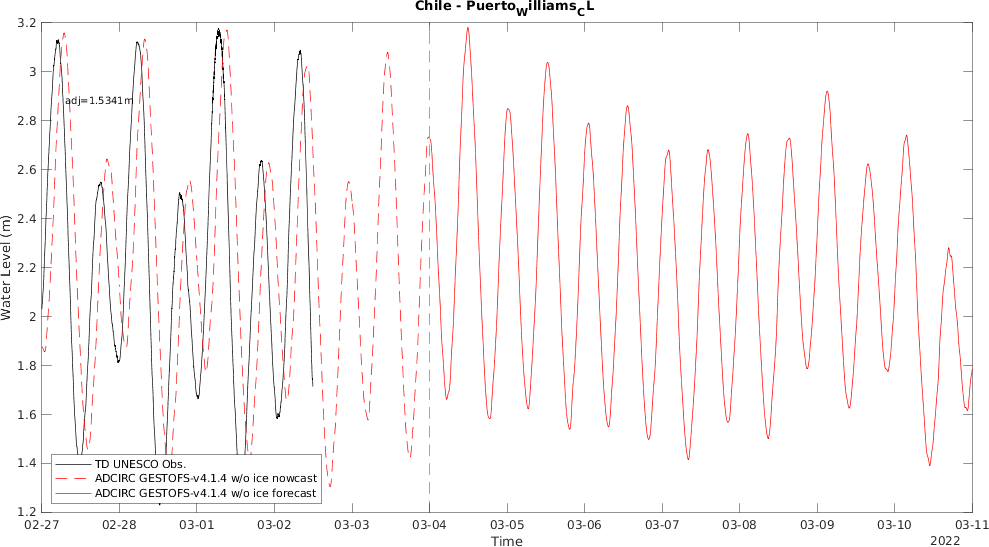 Chile - PuertoWilliamsCL
3.2
3
adj=1.5341m
2.8
2.6
2.4
Water Level (m)
2.2
2
1.8
1.6
1.4
1.2
TD UNESCO Obs.
ADCIRC GESTOFS-v4.1.4 w/o ice nowcast
ADCIRC GESTOFS-v4.1.4 w/o ice forecast
02-27 02-28 03-01 03-02 03-03 03-04 03-05 03-06 03-07 03-08 03-09 03-10 03-11
Time
2022